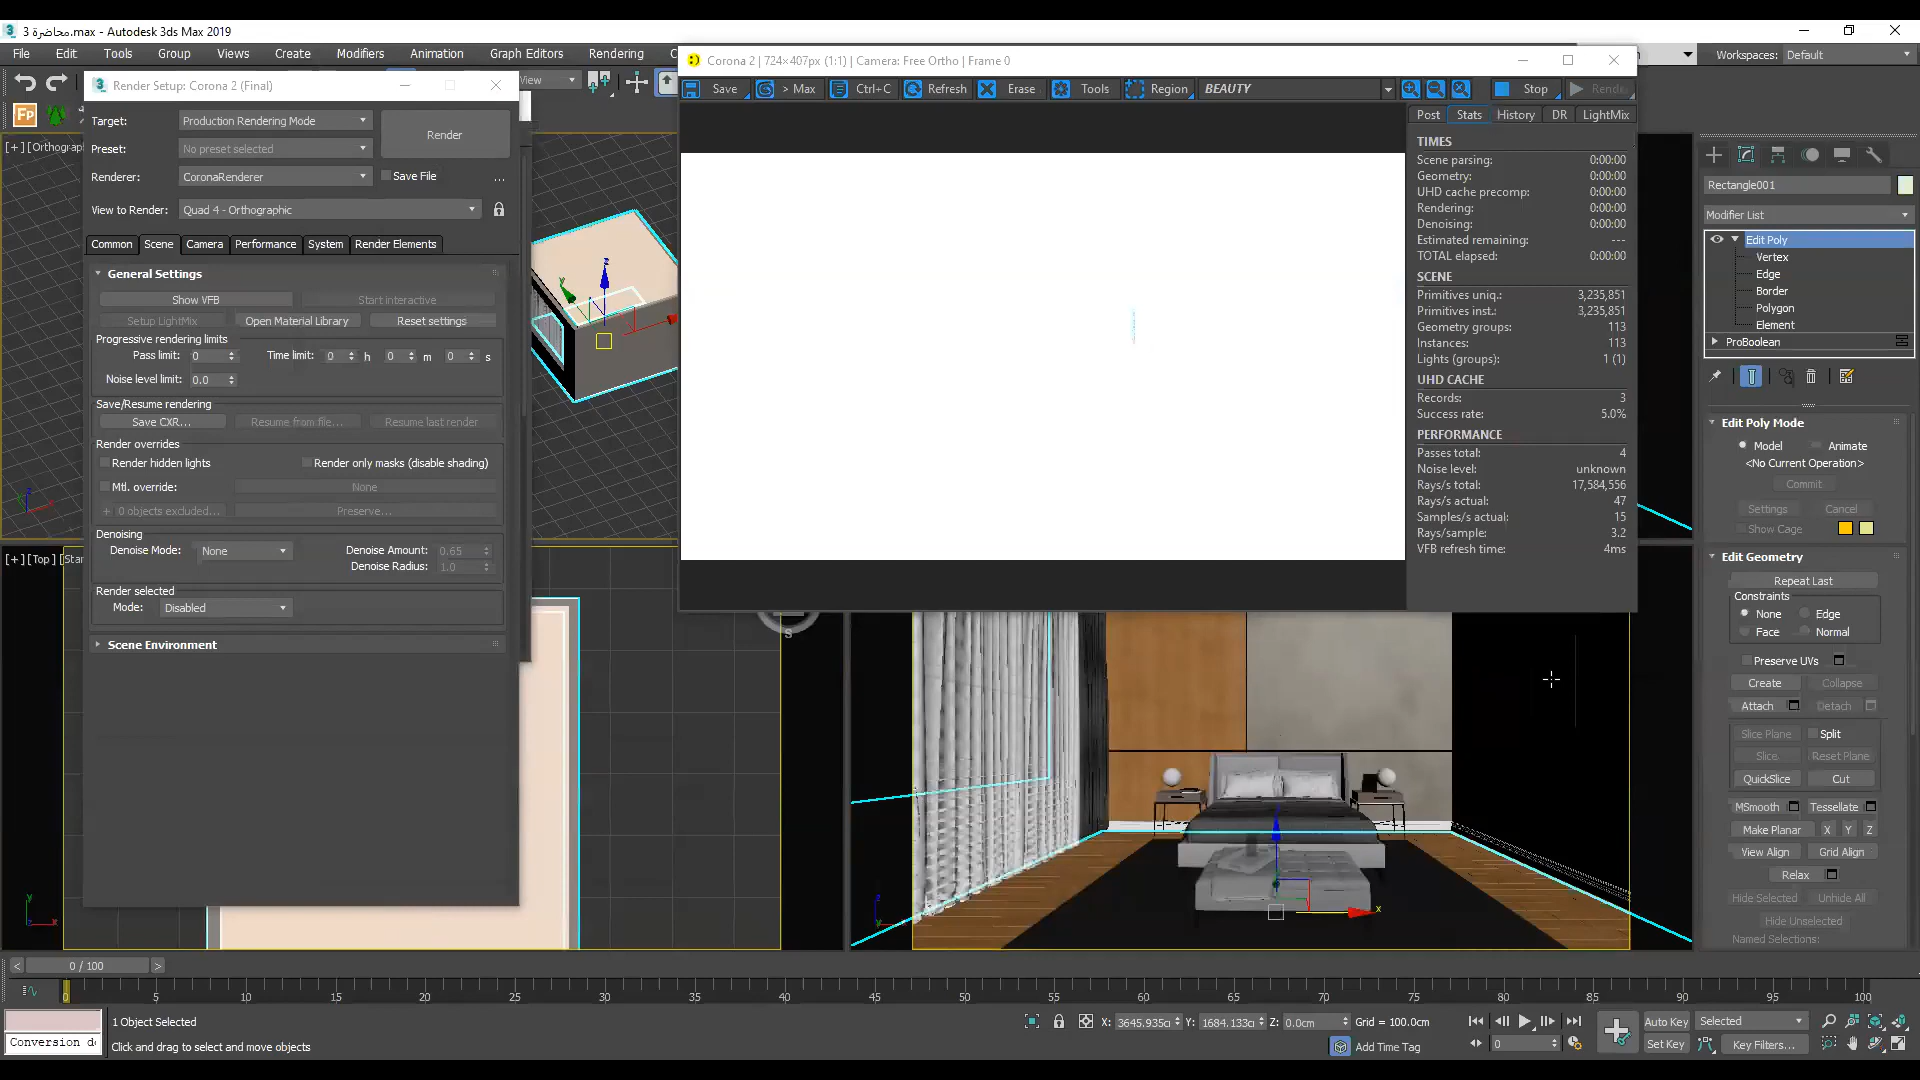 محاضرة 3.max - Autodesk 3ds Max 2019
File Edit Tools Group Views Create Modifiers Animation Graph Editors Rendering
Workspaces: Default
Render Setup: Corona 2 (Final)
Target: Production Rendering Mode
Render
Preset: No preset selected
Renderer: CoronaRenderer
Save File
...
View to Render: Quad 4 - Orthographic
Common Scene Camera Performance System Render Elements
General Settings
Show VFB Start interactive
Setup LightMix Open Material Library Reset settings
Progressive rendering limits
Pass limit: 0 Time limit: 0 h 0 m 0 s
Noise level limit: 0.0
Save/Resume rendering
Save CXR... Resume from file... Resume last render
Render overrides
Render hidden lights Render only masks (disable shading)
Mtl. override: None
+ 0 objects excluded... Preserve...
Denoising
Denoise Mode: None Denoise Amount: 0.65
Denoise Radius: 1.0
Render selected
Mode: Disabled
Scene Environment
View
Fp
[+] [Orthograph
[+] [Top] [Star
S
Corona 2 | 724×407px (1:1) | Camera: Free Ortho | Frame 0
Save > Max Ctrl+C Refresh Erase Tools Region BEAUTY Stop Render
Post Stats History DR LightMix
TIMES
Scene parsing: 0:00:00
Geometry: 0:00:00
UHD cache precomp: 0:00:00
Rendering: 0:00:00
Denoising: 0:00:00
Estimated remaining: ---
TOTAL elapsed: 0:00:00
SCENE
Primitives uniq.: 3,235,851
Primitives inst.: 3,235,851
Geometry groups: 113
Instances: 113
Lights (groups): 1 (1)
UHD CACHE
Records: 3
Success rate: 5.0%
PERFORMANCE
Passes total: 4
Noise level: unknown
Rays/s total: 17,584,556
Rays/s actual: 47
Samples/s actual: 15
Rays/sample: 3.2
VFB refresh time: 4ms
Rectangle001
Modifier List
Edit Poly
Vertex
Edge
Border
Polygon
Element
ProBoolean
Edit Poly Mode
Model Animate
<No Current Operation>
Commit
Settings Cancel
Show Cage
Edit Geometry
Repeat Last
Constraints
None Edge
Face Normal
Preserve UVs
Create Collapse
Attach Detach
Slice Plane Split
Slice Reset Plane
QuickSlice Cut
MSmooth Tessellate
Make Planar X Y Z
View Align Grid Align
Relax
Hide Selected Unhide All
Hide Unselected
Named Selections:
< 0 / 100 >
0 5 10 15 20 25 30 35 40 45 50 55 60 65 70 75 80 85 90 95 100
1 Object Selected
Click and drag to select and move objects
Conversion de
X: 3645.935c Y: 1684.133c Z: 0.0cm Grid = 100.0cm
Add Time Tag
0
Auto Key Selected
Set Key Key Filters...